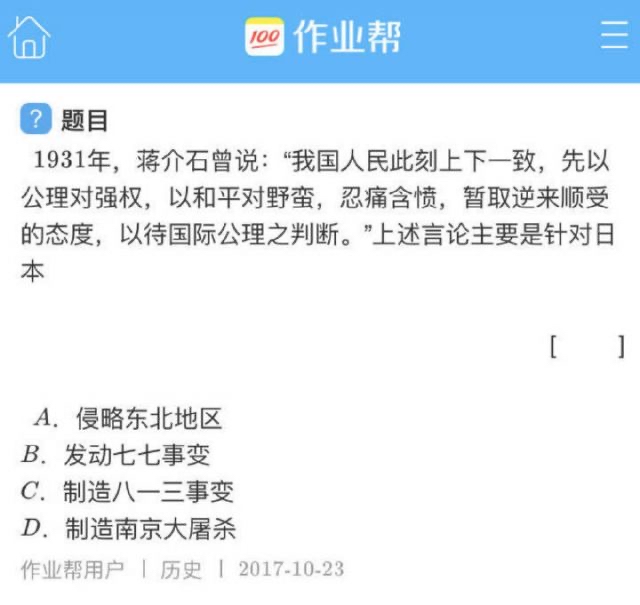 100 作业帮
? 题目
1931年，蒋介石曾说：“我国人民此刻上下一致，先以
公理对强权，以和平对野蛮，忍痛含愤，暂取逆来顺受
的态度，以待国际公理之判断。”上述言论主要是针对日
本
[ ]
A．侵略东北地区
B．发动七七事变
C．制造八一三事变
D．制造南京大屠杀
作业帮用户 | 历史 | 2017-10-23